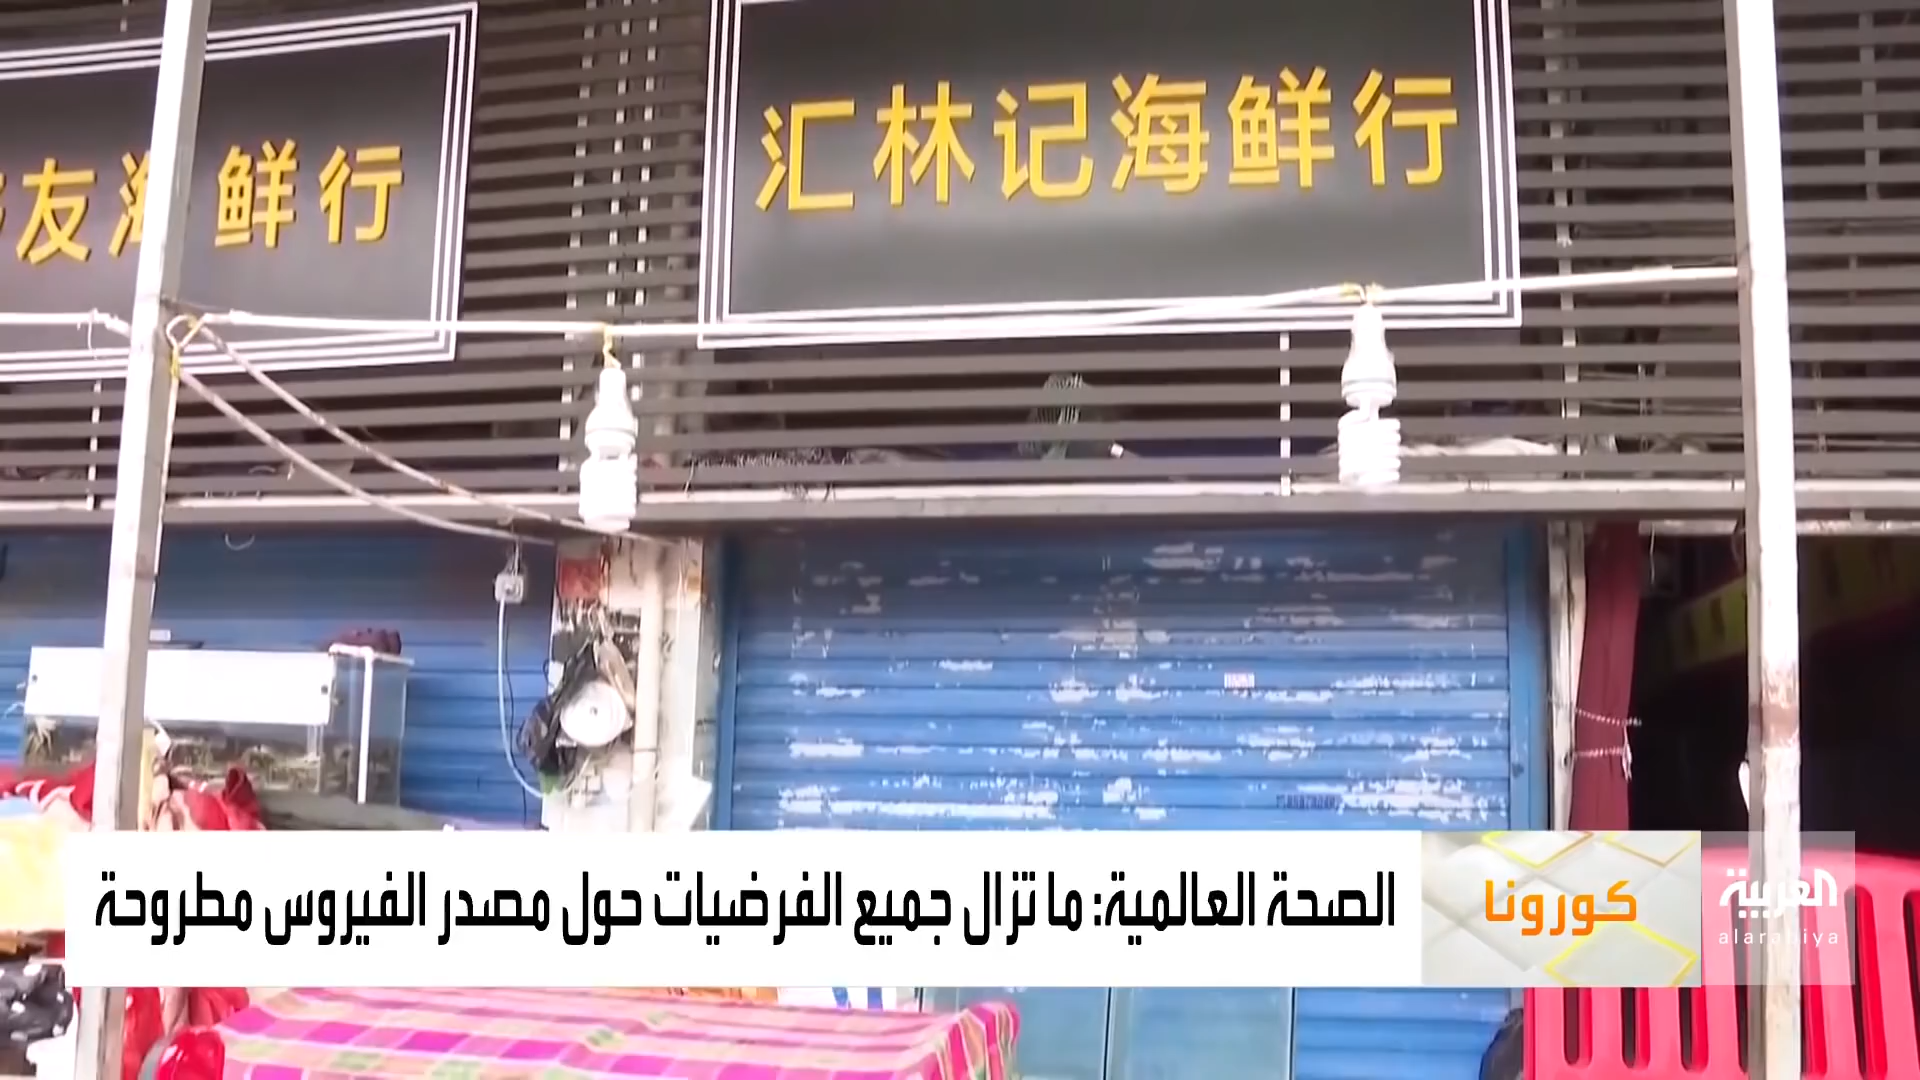 汇林记海鲜行
友海鲜行
الصحة العالمية: ما تزال جميع الفرضيات حول مصدر الفيروس مطروحة
كورونا
العربية
alarabiya